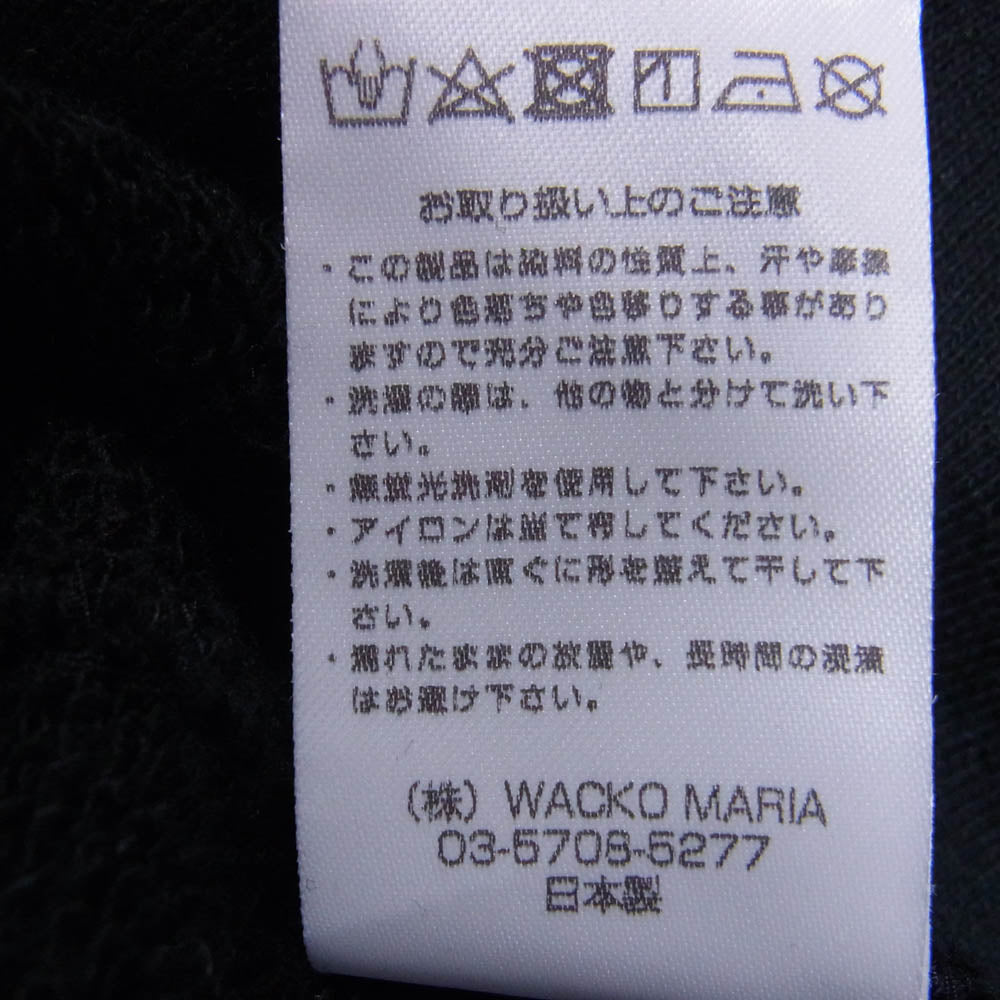 お取り扱い上のご注意
・この製品は染料の性質上、汗や摩擦
により色落ちや色移りする事があり
ますので充分ご注意下さい。
・洗濯の際は、他の物と分けて洗い下
さい。
・無蛍光洗剤を使用して下さい。
・アイロンは当て布してください。
・洗濯後は直ぐに形を整えて干して下
さい。
・濡れたままの放置や、長時間の浸漬
はお避け下さい。
(株) WACKO MARIA
03-5708-5277
日本製